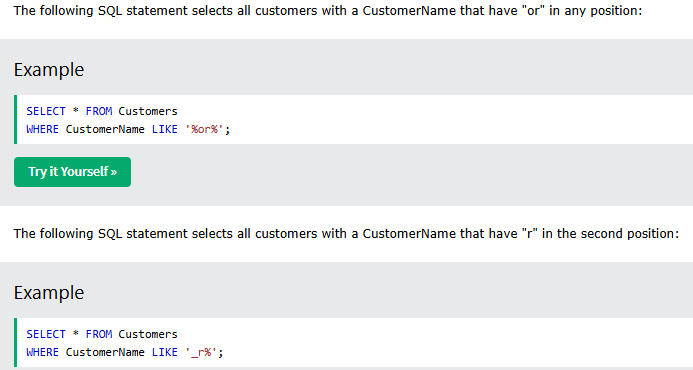 The following SQL statement selects all customers with a CustomerName that have "or" in any position:
Example
SELECT * FROM Customers
WHERE CustomerName LIKE '%or%';
Try it Yourself »
The following SQL statement selects all customers with a CustomerName that have "r" in the second position:
Example
SELECT * FROM Customers
WHERE CustomerName LIKE '_r%';